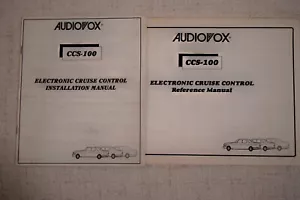 AUDIOVOX
CCS-100
ELECTRONIC CRUISE CONTROL
INSTALLATION MANUAL
AUDIOVOX
CCS-100
ELECTRONIC CRUISE CONTROL
Reference Manual